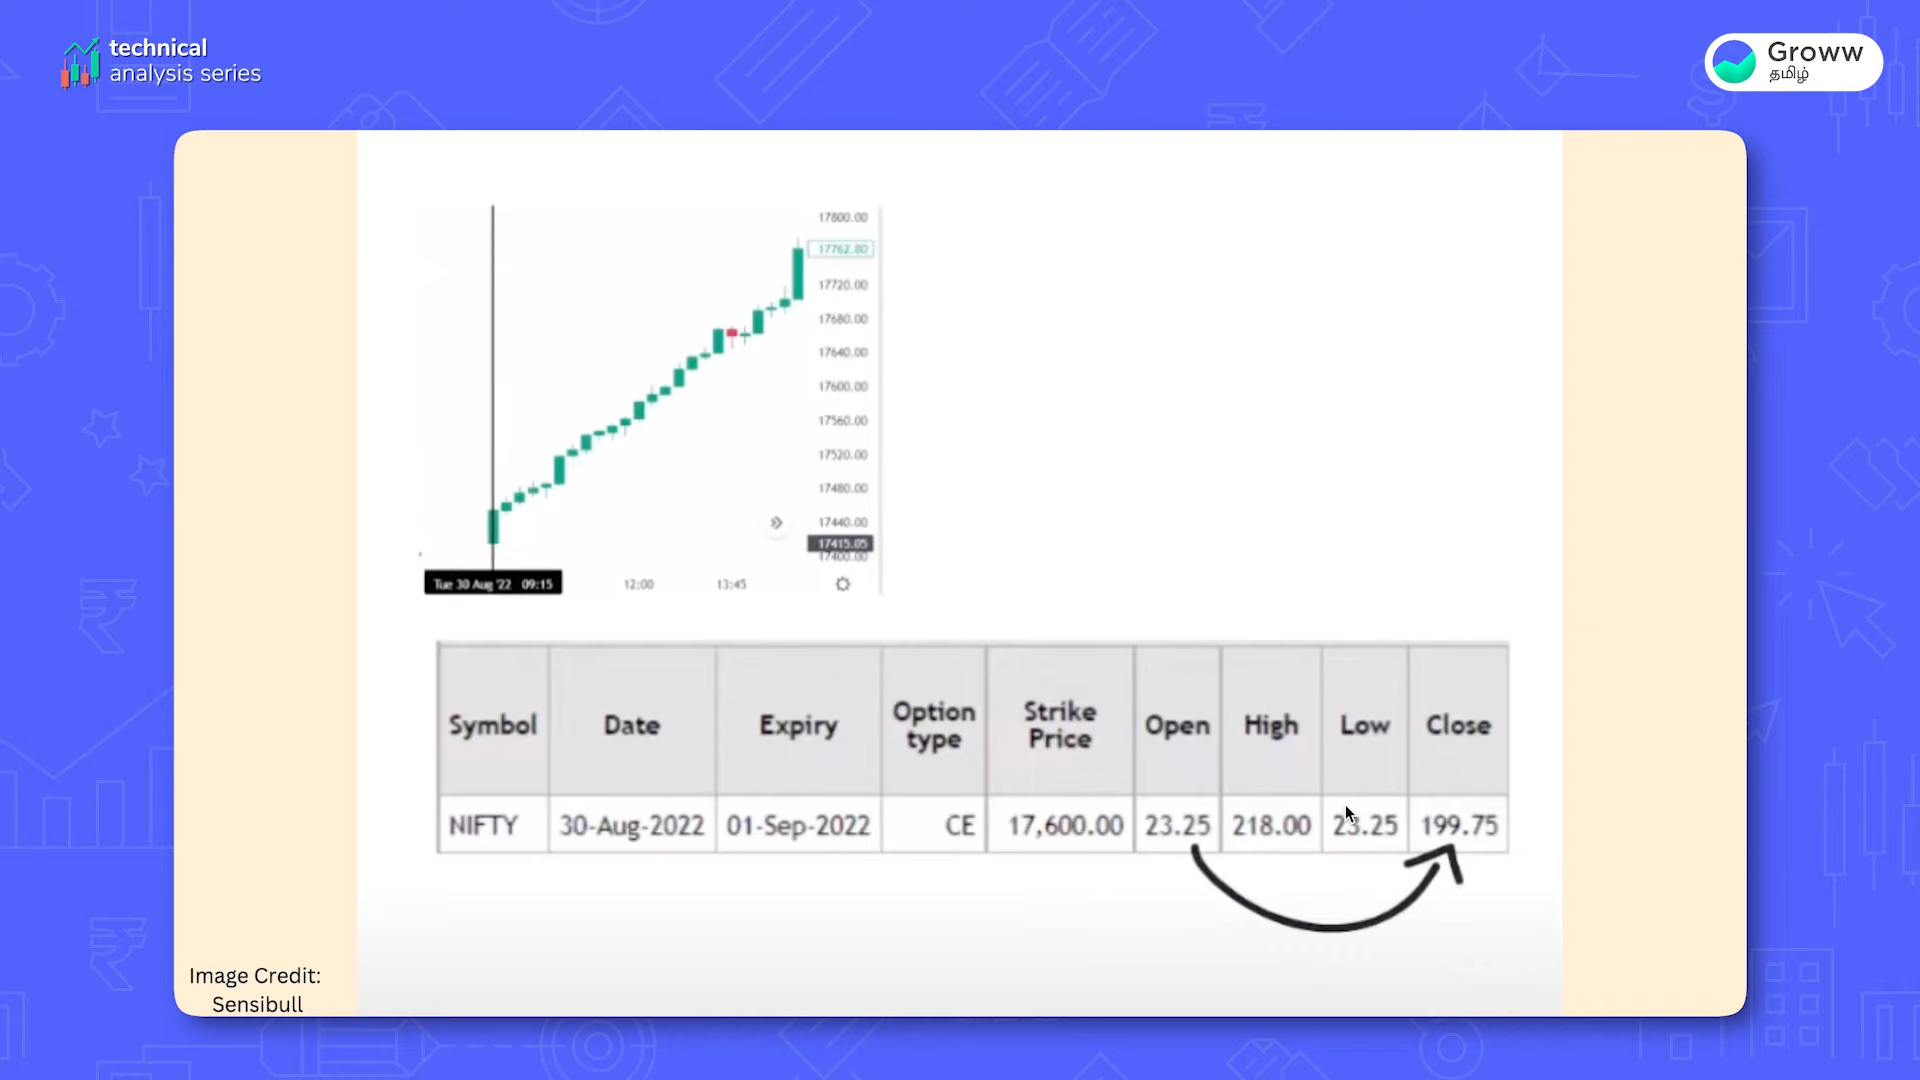 technical
analysis series
Groww
தமிழ்
17800.00
17762.80
17720.00
17680.00
17640.00
17600.00
17560.00
17520.00
17480.00
17440.00
17415.05
17400.00
Tue 30 Aug '22 09:15 12:00 13:45
Symbol Date Expiry Option type Strike Price Open High Low Close
NIFTY 30-Aug-2022 01-Sep-2022 CE 17,600.00 23.25 218.00 23.25 199.75
Image Credit:
Sensibull